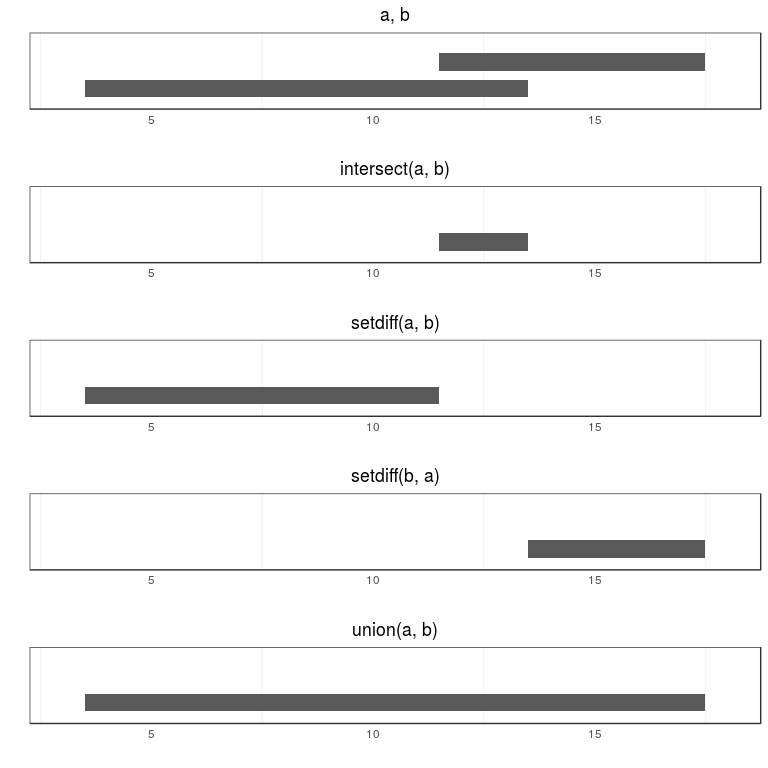 a, b
5 10 15
intersect(a, b)
5 10 15
setdiff(a, b)
5 10 15
setdiff(b, a)
5 10 15
union(a, b)
5 10 15